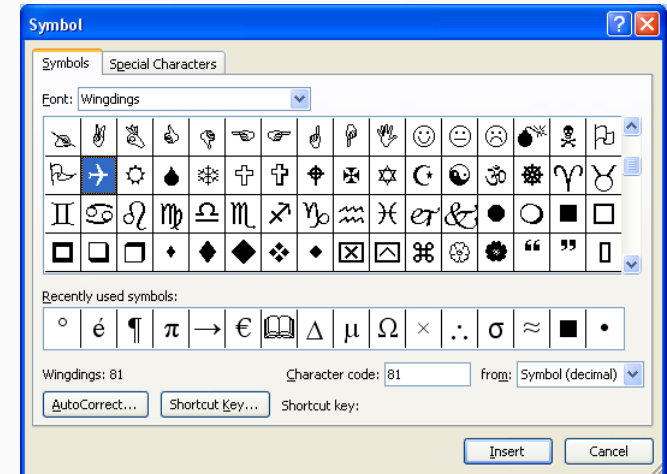 Symbol
Symbols Special Characters
Font: Wingdings
Recently used symbols:
° é ¶ π → € 🕮 Δ μ Ω × ∴ σ ≈ ■ •
Wingdings: 81 Character code: 81 from: Symbol (decimal)
AutoCorrect... Shortcut Key... Shortcut key:
Insert Cancel